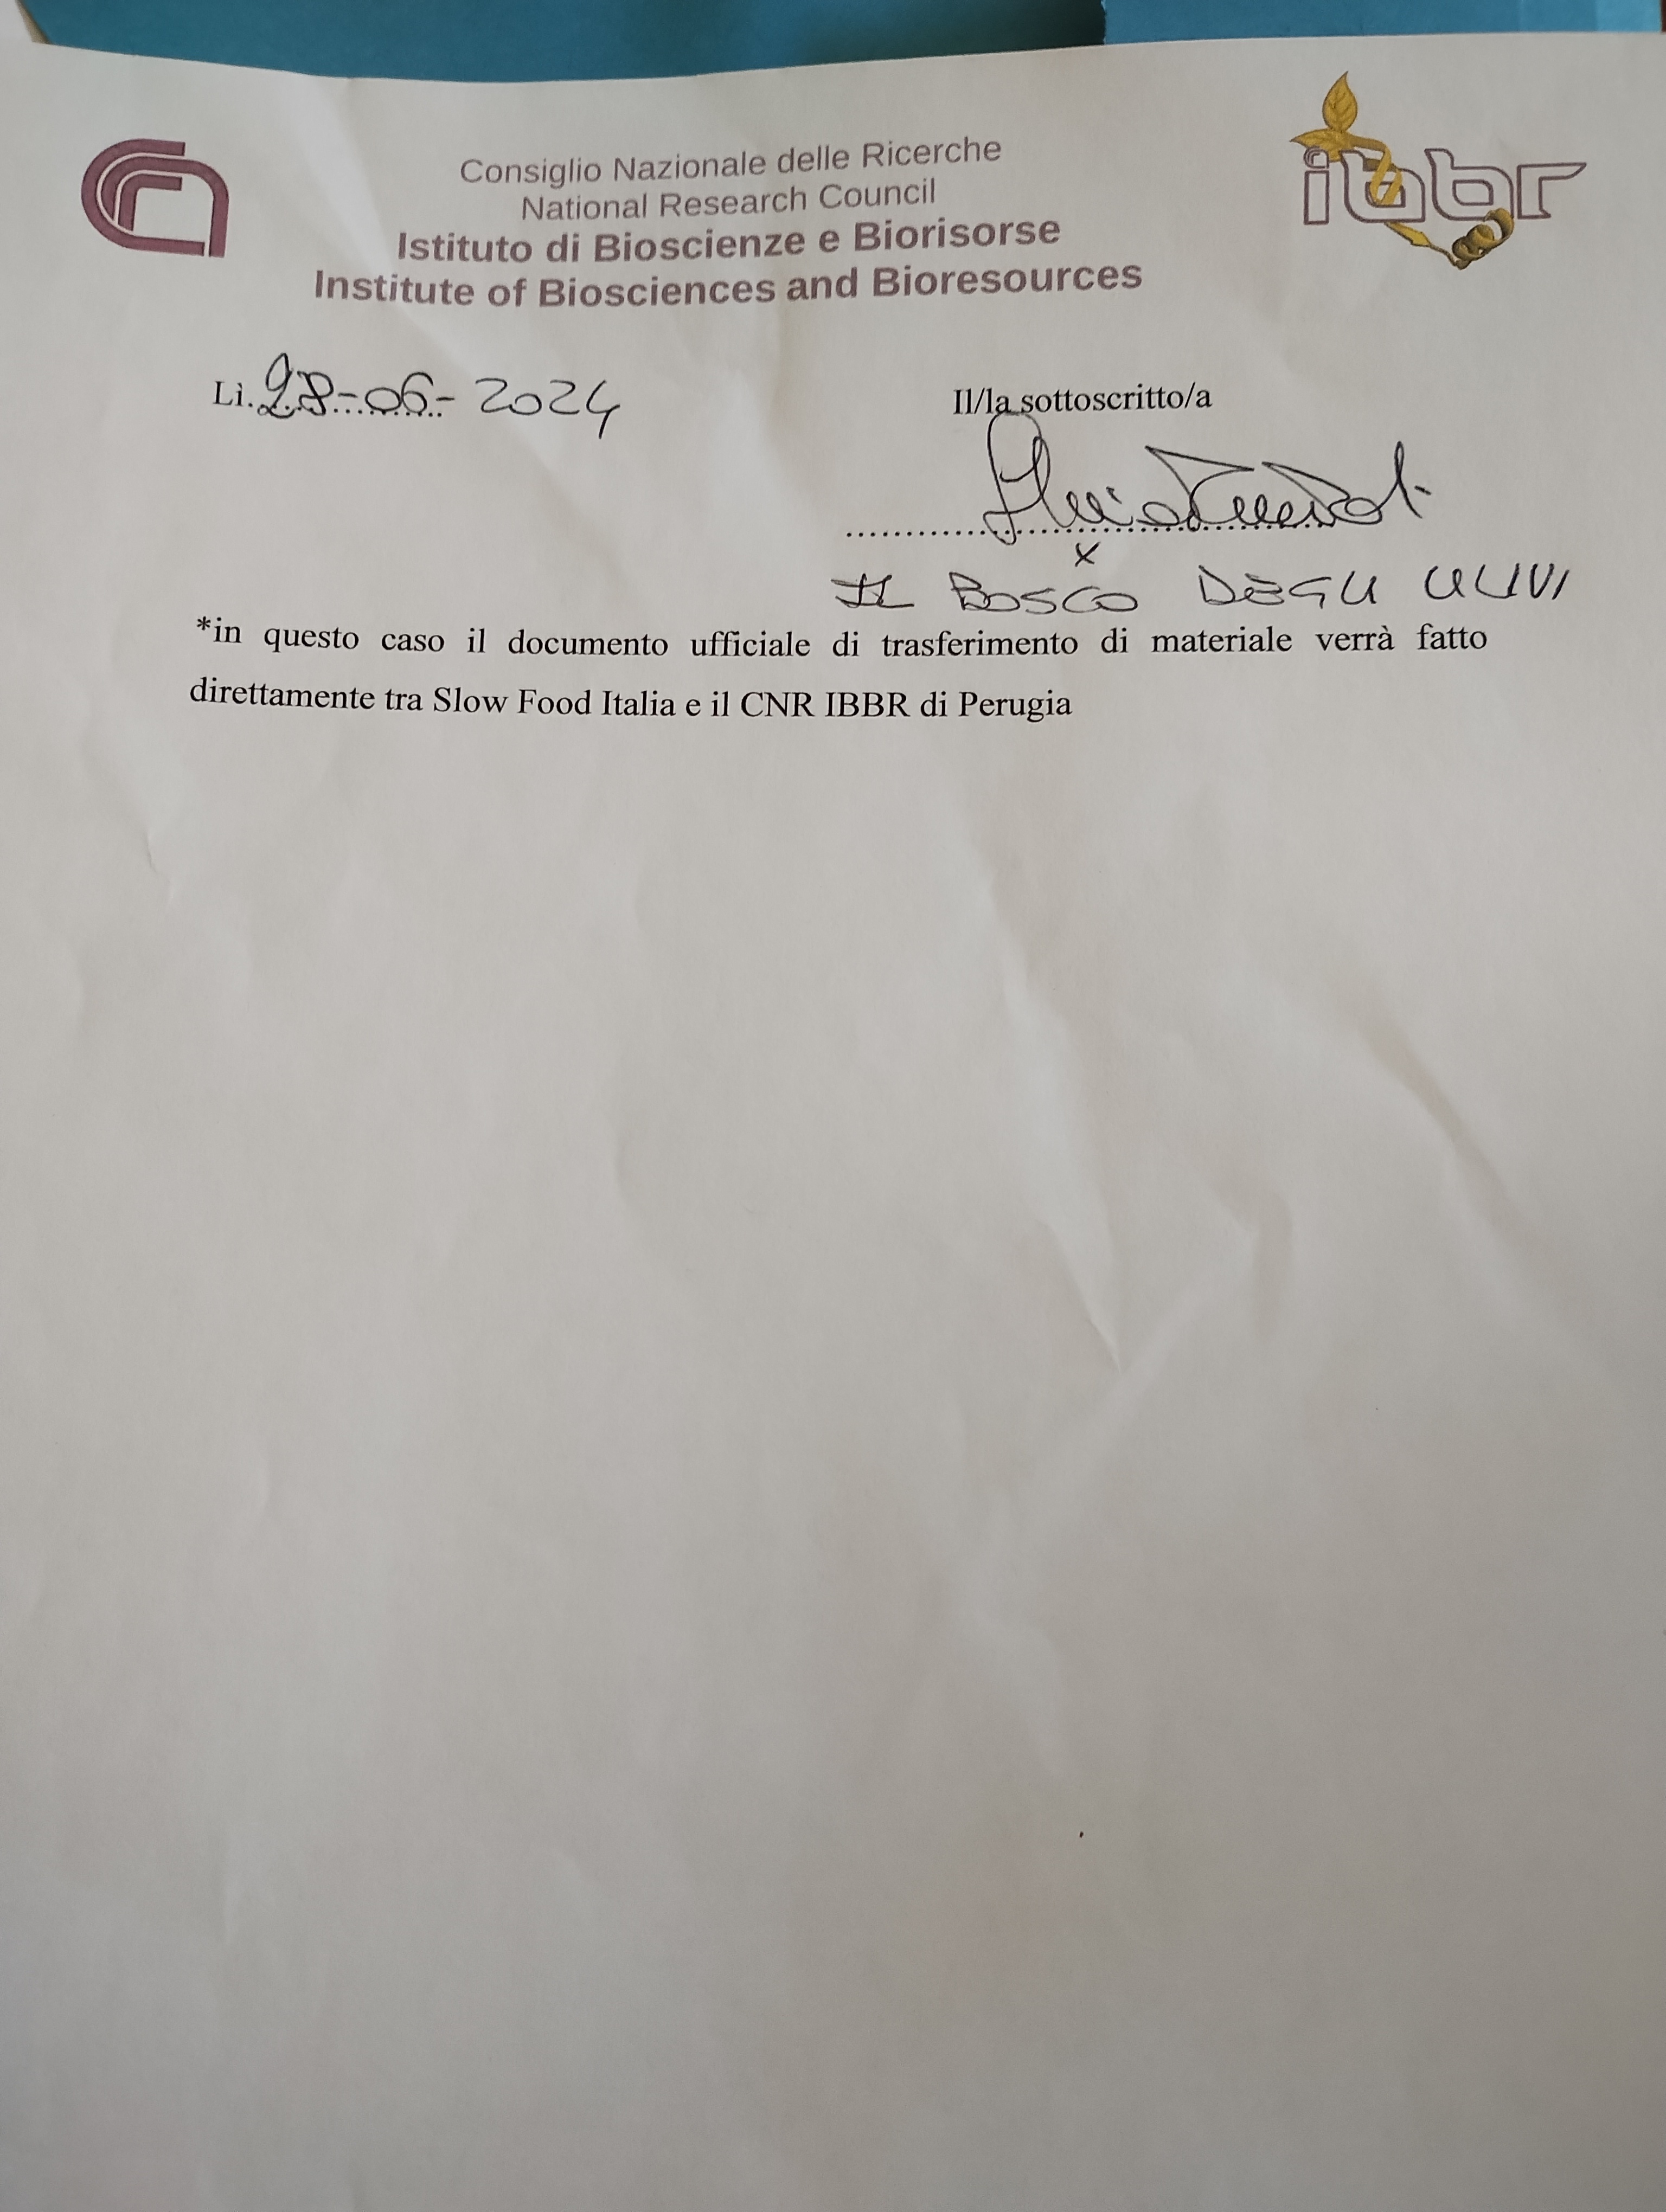 Consiglio Nazionale delle Ricerche
National Research Council
Istituto di Bioscienze e Biorisorse
Institute of Biosciences and Bioresources
ibbr
Lì. 28-06-2024
Il/la sottoscritto/a
x
IL BOSCO DEGLI ULIVI
*in questo caso il documento ufficiale di trasferimento di materiale verrà fatto
direttamente tra Slow Food Italia e il CNR IBBR di Perugia